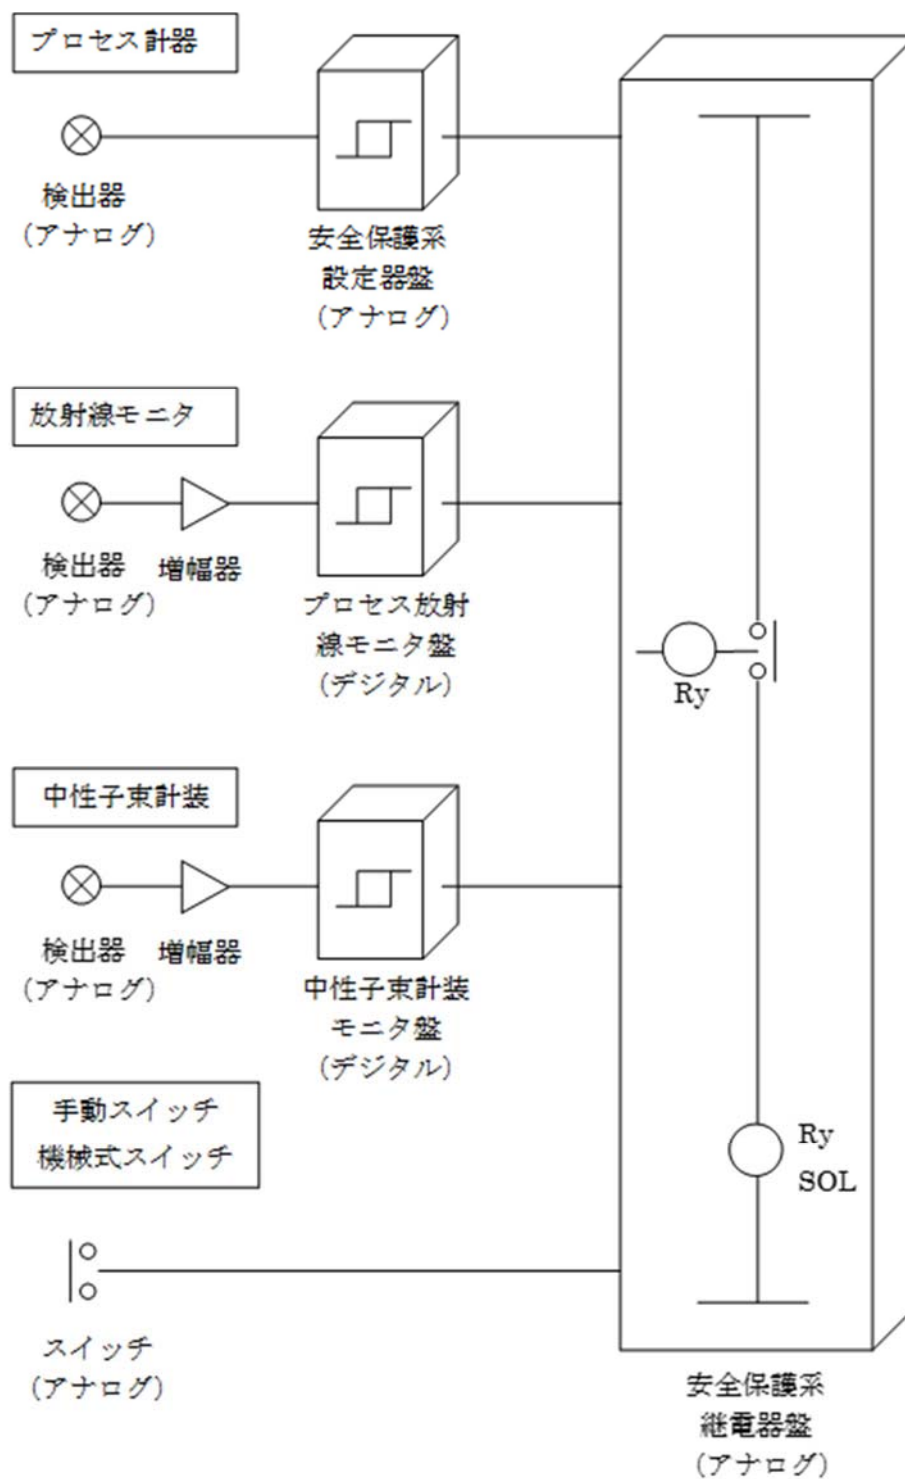 プロセス計器
検出器
(アナログ)
安全保護系
設定器盤
(アナログ)
放射線モニタ
検出器
(アナログ)
増幅器
プロセス放射
線モニタ盤
(デジタル)
中性子束計装
検出器
(アナログ)
増幅器
中性子束計装
モニタ盤
(デジタル)
手動スイッチ
機械式スイッチ
スイッチ
(アナログ)
Ry
Ry
SOL
安全保護系
継電器盤
(アナログ)